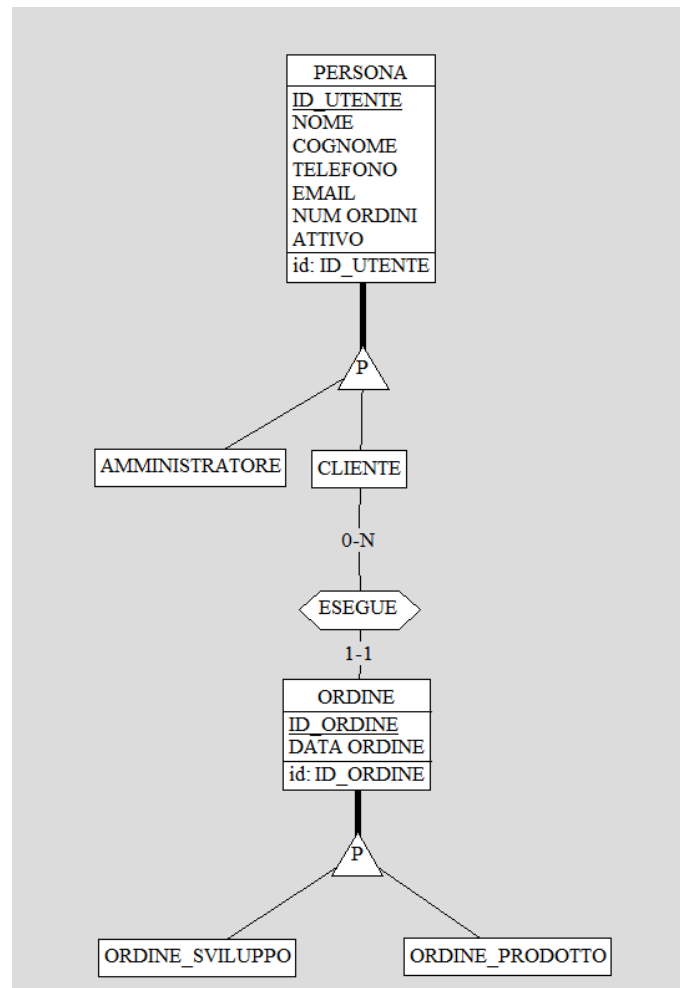 PERSONA
ID_UTENTE
NOME
COGNOME
TELEFONO
EMAIL
NUM ORDINI
ATTIVO
id: ID_UTENTE
P
AMMINISTRATORE
CLIENTE
0-N
ESEGUE
1-1
ORDINE
ID_ORDINE
DATA ORDINE
id: ID_ORDINE
P
ORDINE_SVILUPPO
ORDINE_PRODOTTO